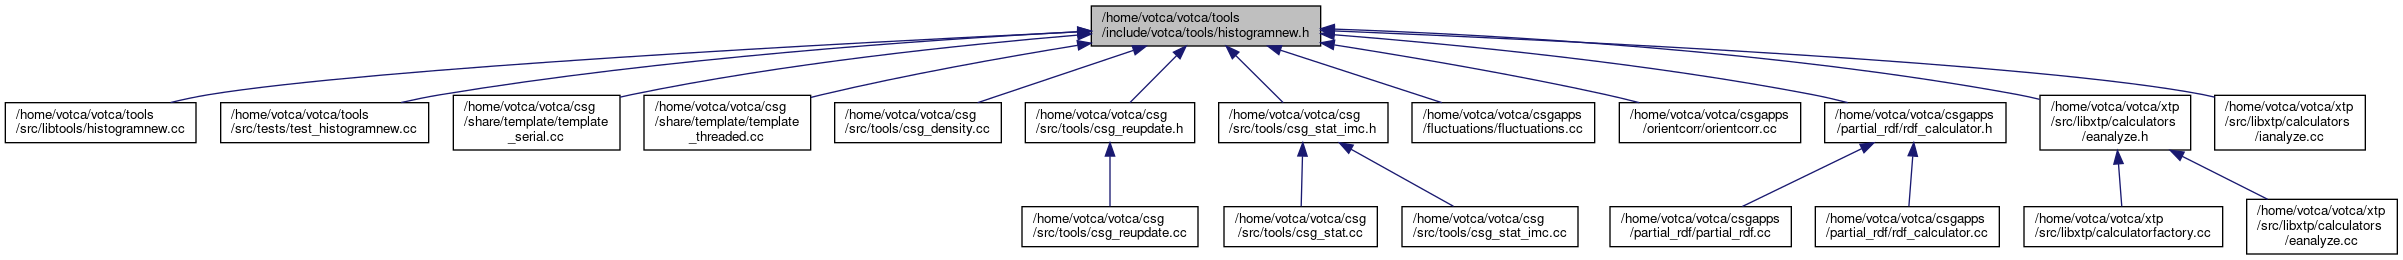 /home/votca/votca/tools
/include/votca/tools/histogramnew.h
/home/votca/votca/tools
/src/libtools/histogramnew.cc
/home/votca/votca/tools
/src/tests/test_histogramnew.cc
/home/votca/votca/csg
/share/template/template
_serial.cc
/home/votca/votca/csg
/share/template/template
_threaded.cc
/home/votca/votca/csg
/src/tools/csg_density.cc
/home/votca/votca/csg
/src/tools/csg_reupdate.h
/home/votca/votca/csg
/src/tools/csg_stat_imc.h
/home/votca/votca/csgapps
/fluctuations/fluctuations.cc
/home/votca/votca/csgapps
/orientcorr/orientcorr.cc
/home/votca/votca/csgapps
/partial_rdf/rdf_calculator.h
/home/votca/votca/xtp
/src/libxtp/calculators
/eanalyze.h
/home/votca/votca/xtp
/src/libxtp/calculators
/ianalyze.cc
/home/votca/votca/csg
/src/tools/csg_reupdate.cc
/home/votca/votca/csg
/src/tools/csg_stat.cc
/home/votca/votca/csg
/src/tools/csg_stat_imc.cc
/home/votca/votca/csgapps
/partial_rdf/partial_rdf.cc
/home/votca/votca/csgapps
/partial_rdf/rdf_calculator.cc
/home/votca/votca/xtp
/src/libxtp/calculatorfactory.cc
/home/votca/votca/xtp
/src/libxtp/calculators
/eanalyze.cc